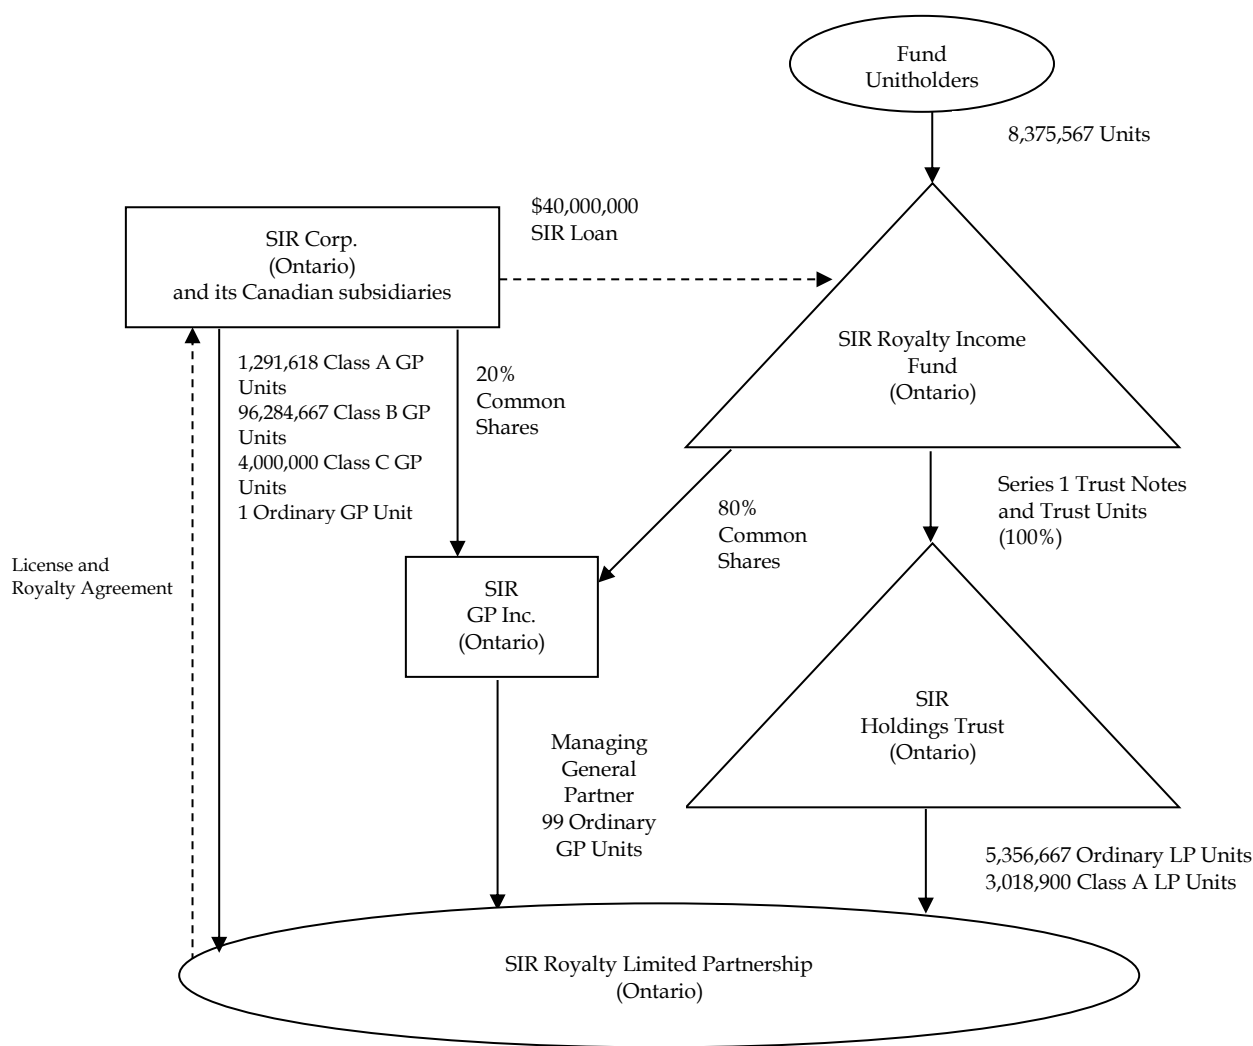 Fund
Unitholders
8,375,567 Units
$40,000,000
SIR Loan
SIR Corp.
(Ontario)
and its Canadian subsidiaries
SIR Royalty Income
Fund
(Ontario)
1,291,618 Class A GP
Units
96,284,667 Class B GP
Units
4,000,000 Class C GP
Units
1 Ordinary GP Unit
20%
Common
Shares
80%
Common
Shares
Series 1 Trust Notes
and Trust Units
(100%)
License and
Royalty Agreement
SIR
GP Inc.
(Ontario)
SIR
Holdings Trust
(Ontario)
Managing
General
Partner
99 Ordinary
GP Units
5,356,667 Ordinary LP Units
3,018,900 Class A LP Units
SIR Royalty Limited Partnership
(Ontario)